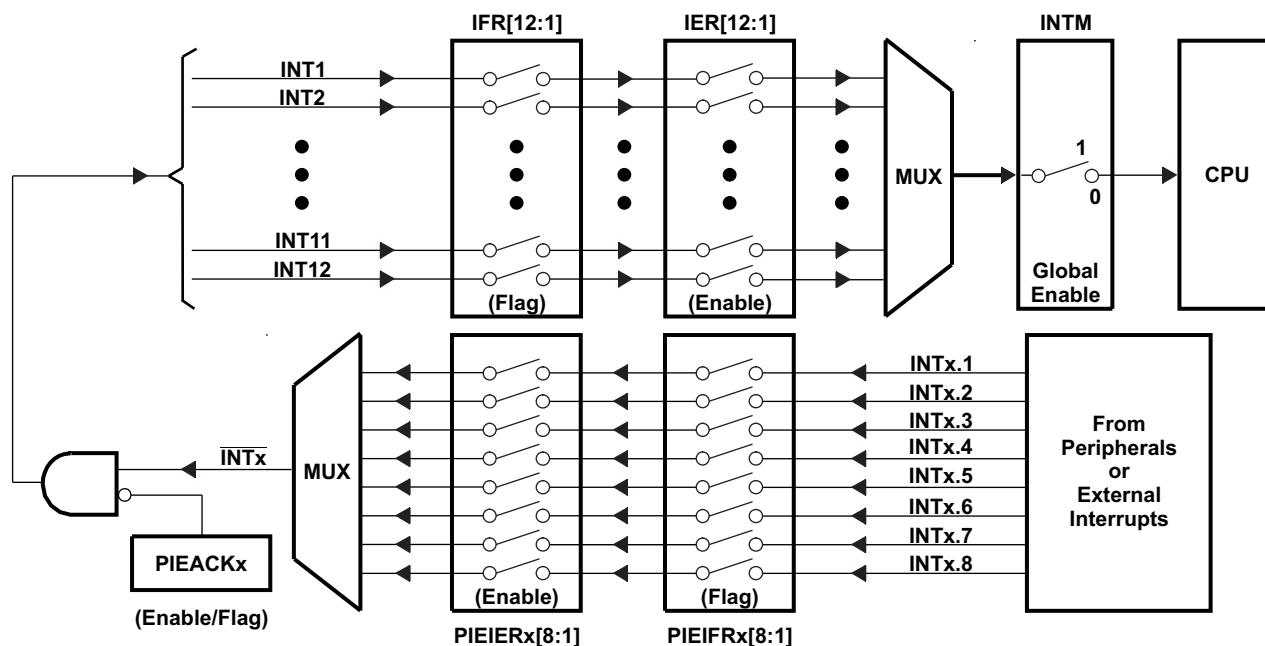 IFR[12:1]
IER[12:1]
INTM
INT1
INT2
INT11
INT12
(Flag)
(Enable)
MUX
1
0
Global
Enable
CPU
INTx
MUX
PIEACKx
(Enable/Flag)
(Enable)
(Flag)
PIEIERx[8:1]
PIEIFRx[8:1]
INTx.1
INTx.2
INTx.3
INTx.4
INTx.5
INTx.6
INTx.7
INTx.8
From
Peripherals
or
External
Interrupts